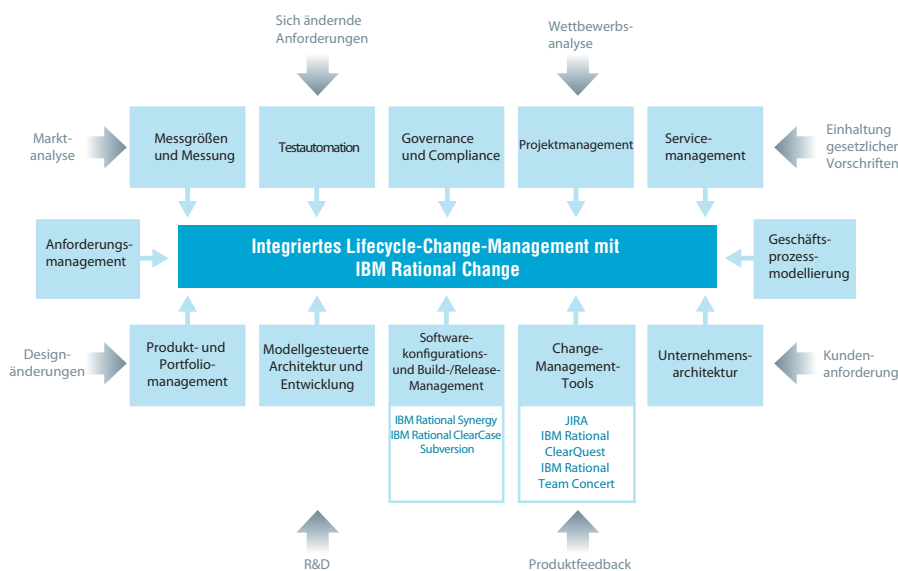 Sich ändernde
Anforderungen
Wettbewerbs-
analyse
Markt-
analyse
Messgrößen
und Messung
Testautomation
Governance
und Compliance
Projektmanagement
Service-
management
Einhaltung
gesetzlicher
Vorschriften
Anforderungs-
management
Integriertes Lifecycle-Change-Management mit
IBM Rational Change
Geschäfts-
prozess-
modellierung
Design-
änderungen
Produkt- und
Portfolio-
management
Modellgesteuerte
Architektur und
Entwicklung
Software-
konfigurations-
und Build-/Release-
Management
Change-
Management-
Tools
Unternehmens-
architektur
Kunden-
anforderung
IBM Rational Synergy
IBM Rational ClearCase
Subversion
JIRA
IBM Rational
ClearQuest
IBM Rational
Team Concert
R&D
Produktfeedback